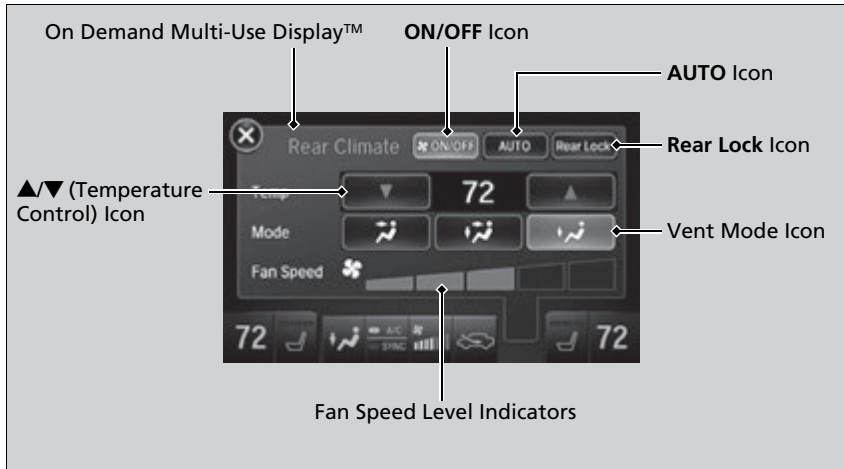 On Demand Multi-Use Display™
ON/OFF Icon
AUTO Icon
Rear Climate ON/OFF AUTO Rear Lock
Rear Lock Icon
▲/▼ (Temperature
Control) Icon
Temp ▼ 72 ▲
Mode
Vent Mode Icon
Fan Speed
72 A/C
SYNC 72
Fan Speed Level Indicators